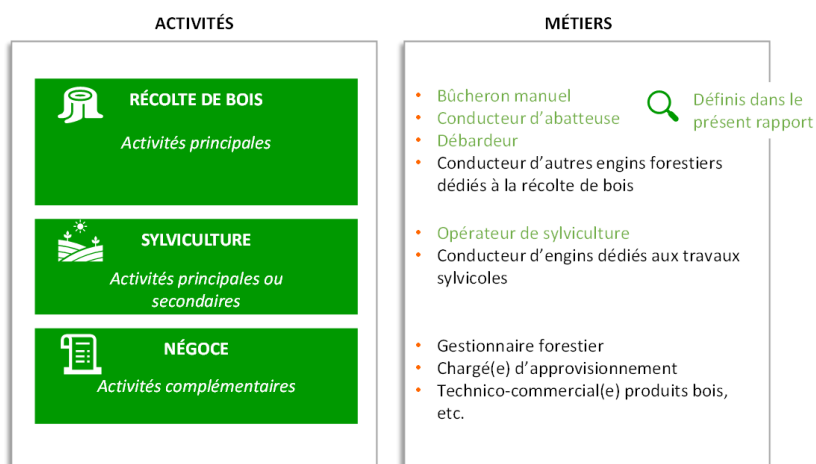 ACTIVITÉS
MÉTIERS
RÉCOLTE DE BOIS
Activités principales
• Bûcheron manuel
• Conducteur d'abatteuse
• Débardeur
• Conducteur d'autres engins forestiers
dédiés à la récolte de bois
Définis dans le
présent rapport
SYLVICULTURE
Activités principales ou
secondaires
• Opérateur de sylviculture
• Conducteur d'engins dédiés aux travaux
sylvicoles
NÉGOCE
Activités complémentaires
• Gestionnaire forestier
• Chargé(e) d'approvisionnement
• Technico-commercial(e) produits bois,
etc.